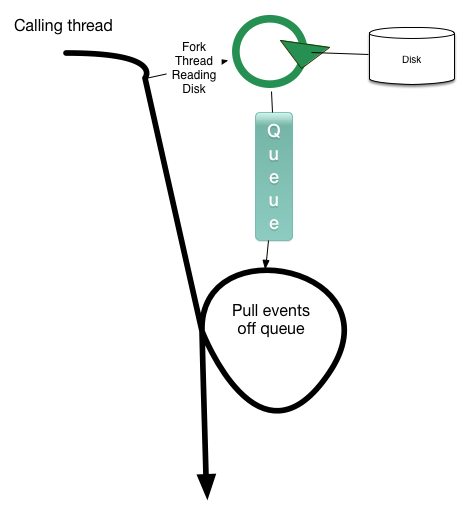 Calling thread
Fork
Thread
Reading
Disk
Disk
Q
u
e
u
e
Pull events
off queue